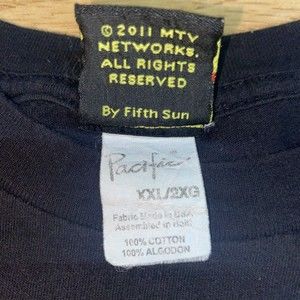 © 2011 MTV
NETWORKS.
ALL RIGHTS
RESERVED
By Fifth Sun
Pacific
XXL/2XG
Fabric Made in USA
Assembled in Haiti
100% COTTON
100% ALGODON